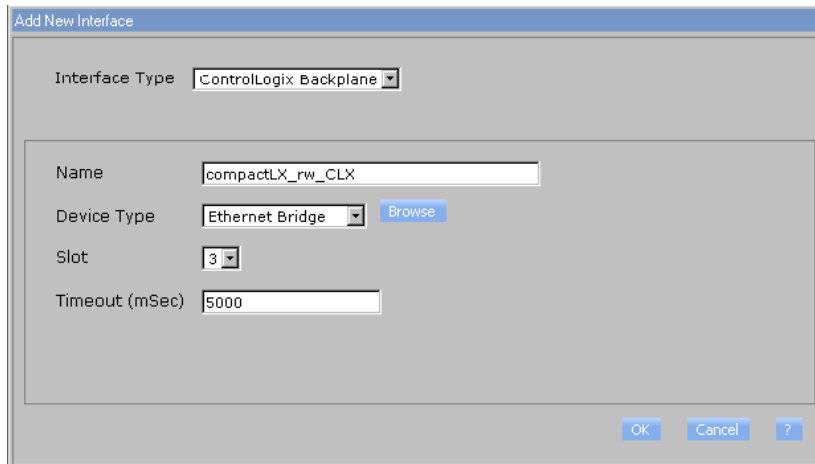 Add New Interface
Interface Type ControlLogix Backplane
Name compactLX_rw_CLX
Device Type Ethernet Bridge Browse
Slot 3
Timeout (mSec) 5000
OK Cancel ?